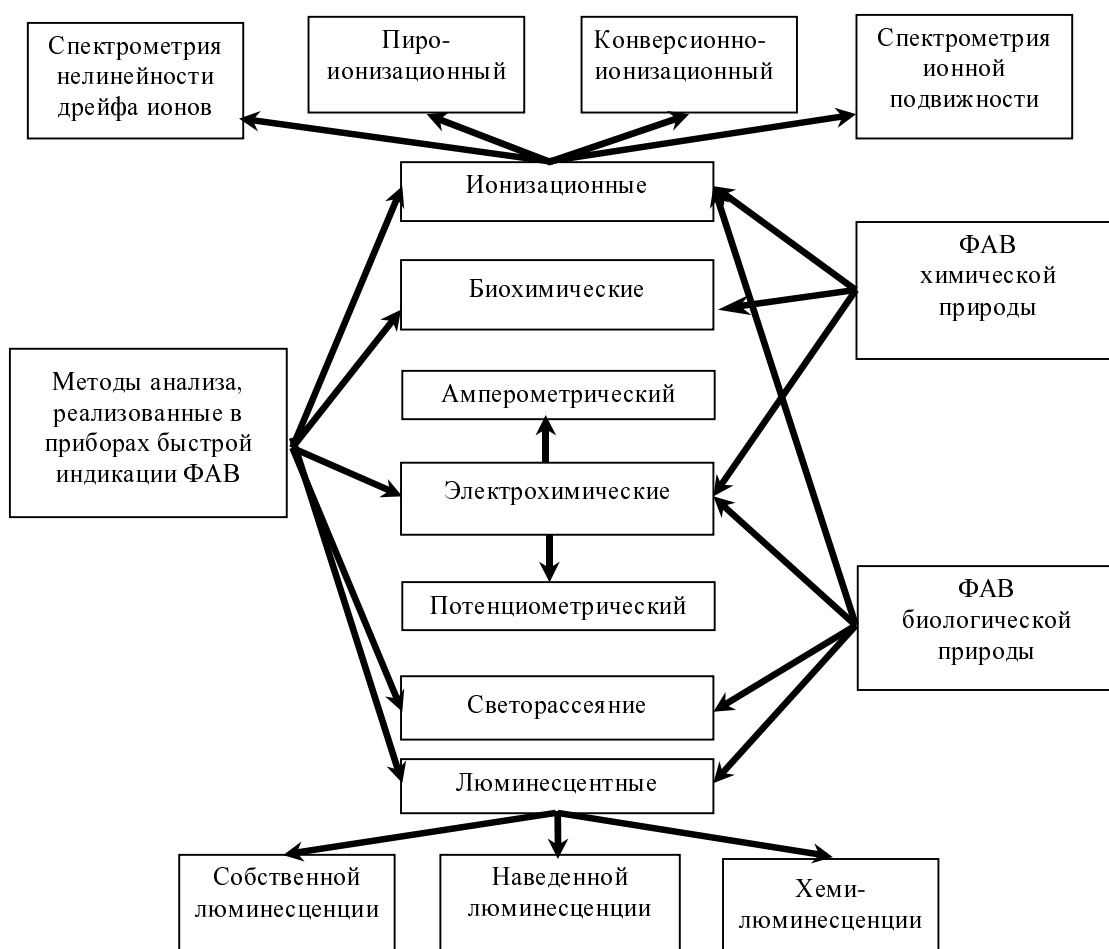 Спектрометрия
нелинейности
дрейфа ионов
Пиро-
ионизационный
Конверсионно-
ионизационный
Спектрометрия
ионной
подвижности
Ионизационные
ФАВ
химической
природы
Биохимические
Методы анализа,
реализованные в
приборах быстрой
индикации ФАВ
Амперометрический
Электрохимические
Потенциометрический
ФАВ
биологической
природы
Светорассеяние
Люминесцентные
Собственной
люминесценции
Наведенной
люминесценции
Хеми-
люминесценции